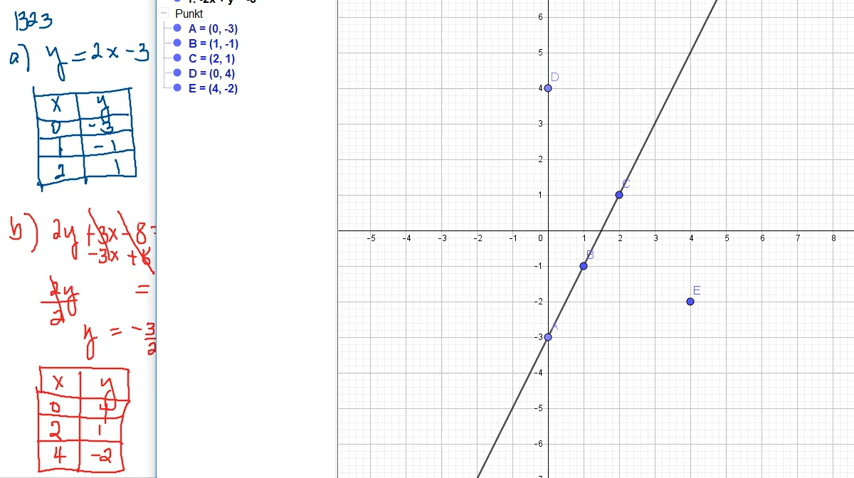 1323
a) y = 2x - 3
x y
0 -3
1 -1
2 1
b) 2y + 3x - 8 =
-3x +
2y =
2
y = -3
2
x y
0 4
2 1
4 -2
Punkt
A = (0, -3)
B = (1, -1)
C = (2, 1)
D = (0, 4)
E = (4, -2)
6
5
D
4
3
2
C
1
-5 -4 -3 -2 -1 0 1 2 3 4 5 6 7 8
B
-1
E
-2
A
-3
-4
-5
-6